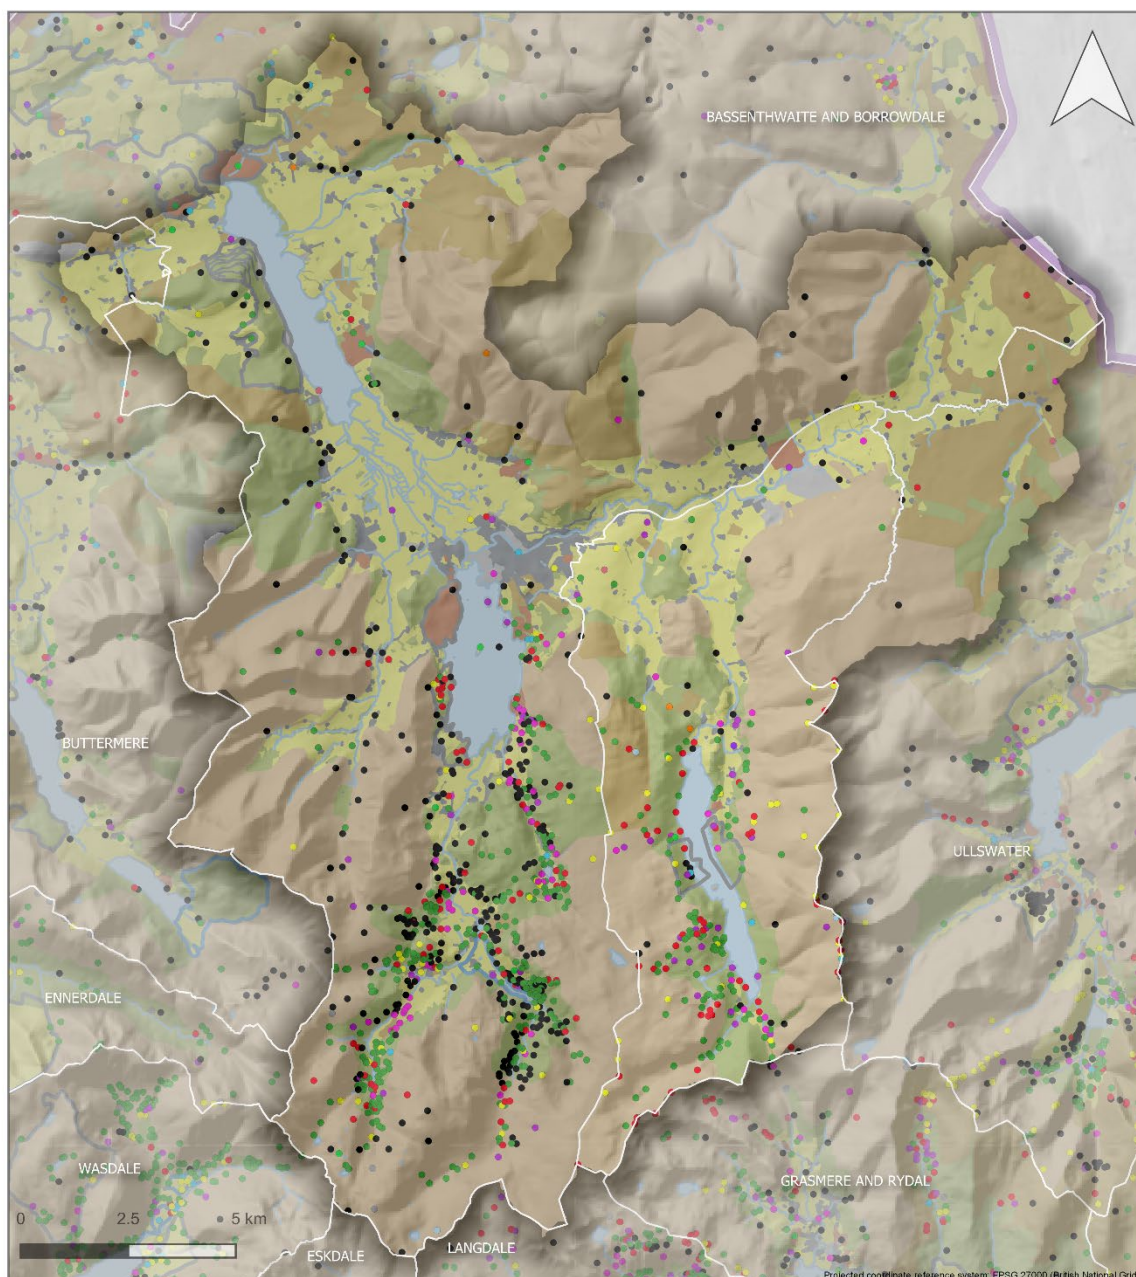 BASSENTHWAITE AND BORROWDALE
BUTTERMERE
ULLSWATER
ENNERDALE
WASDALE
GRASMERE AND RYDAL
0 2.5 5 km
ESKDALE
LANGDALE
Projected coordinate reference system: EPSG 27000 (British National Grid